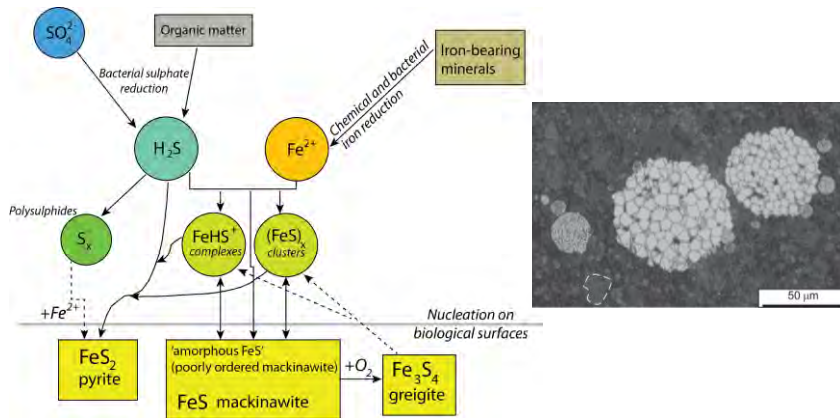 SO₄²⁻
Organic matter
Iron-bearing
minerals
Bacterial sulphate
reduction
Chemical and bacterial
iron reduction
H₂S
Fe²⁺
Polysulphides
Sₓ
FeHS⁺
complexes
(FeS)ₓ
clusters
+Fe²⁺
Nucleation on
biological surfaces
FeS₂
pyrite
'amorphous FeS'
(poorly ordered mackinawite)
FeS mackinawite
+O₂
Fe₃S₄
greigite
50 μm